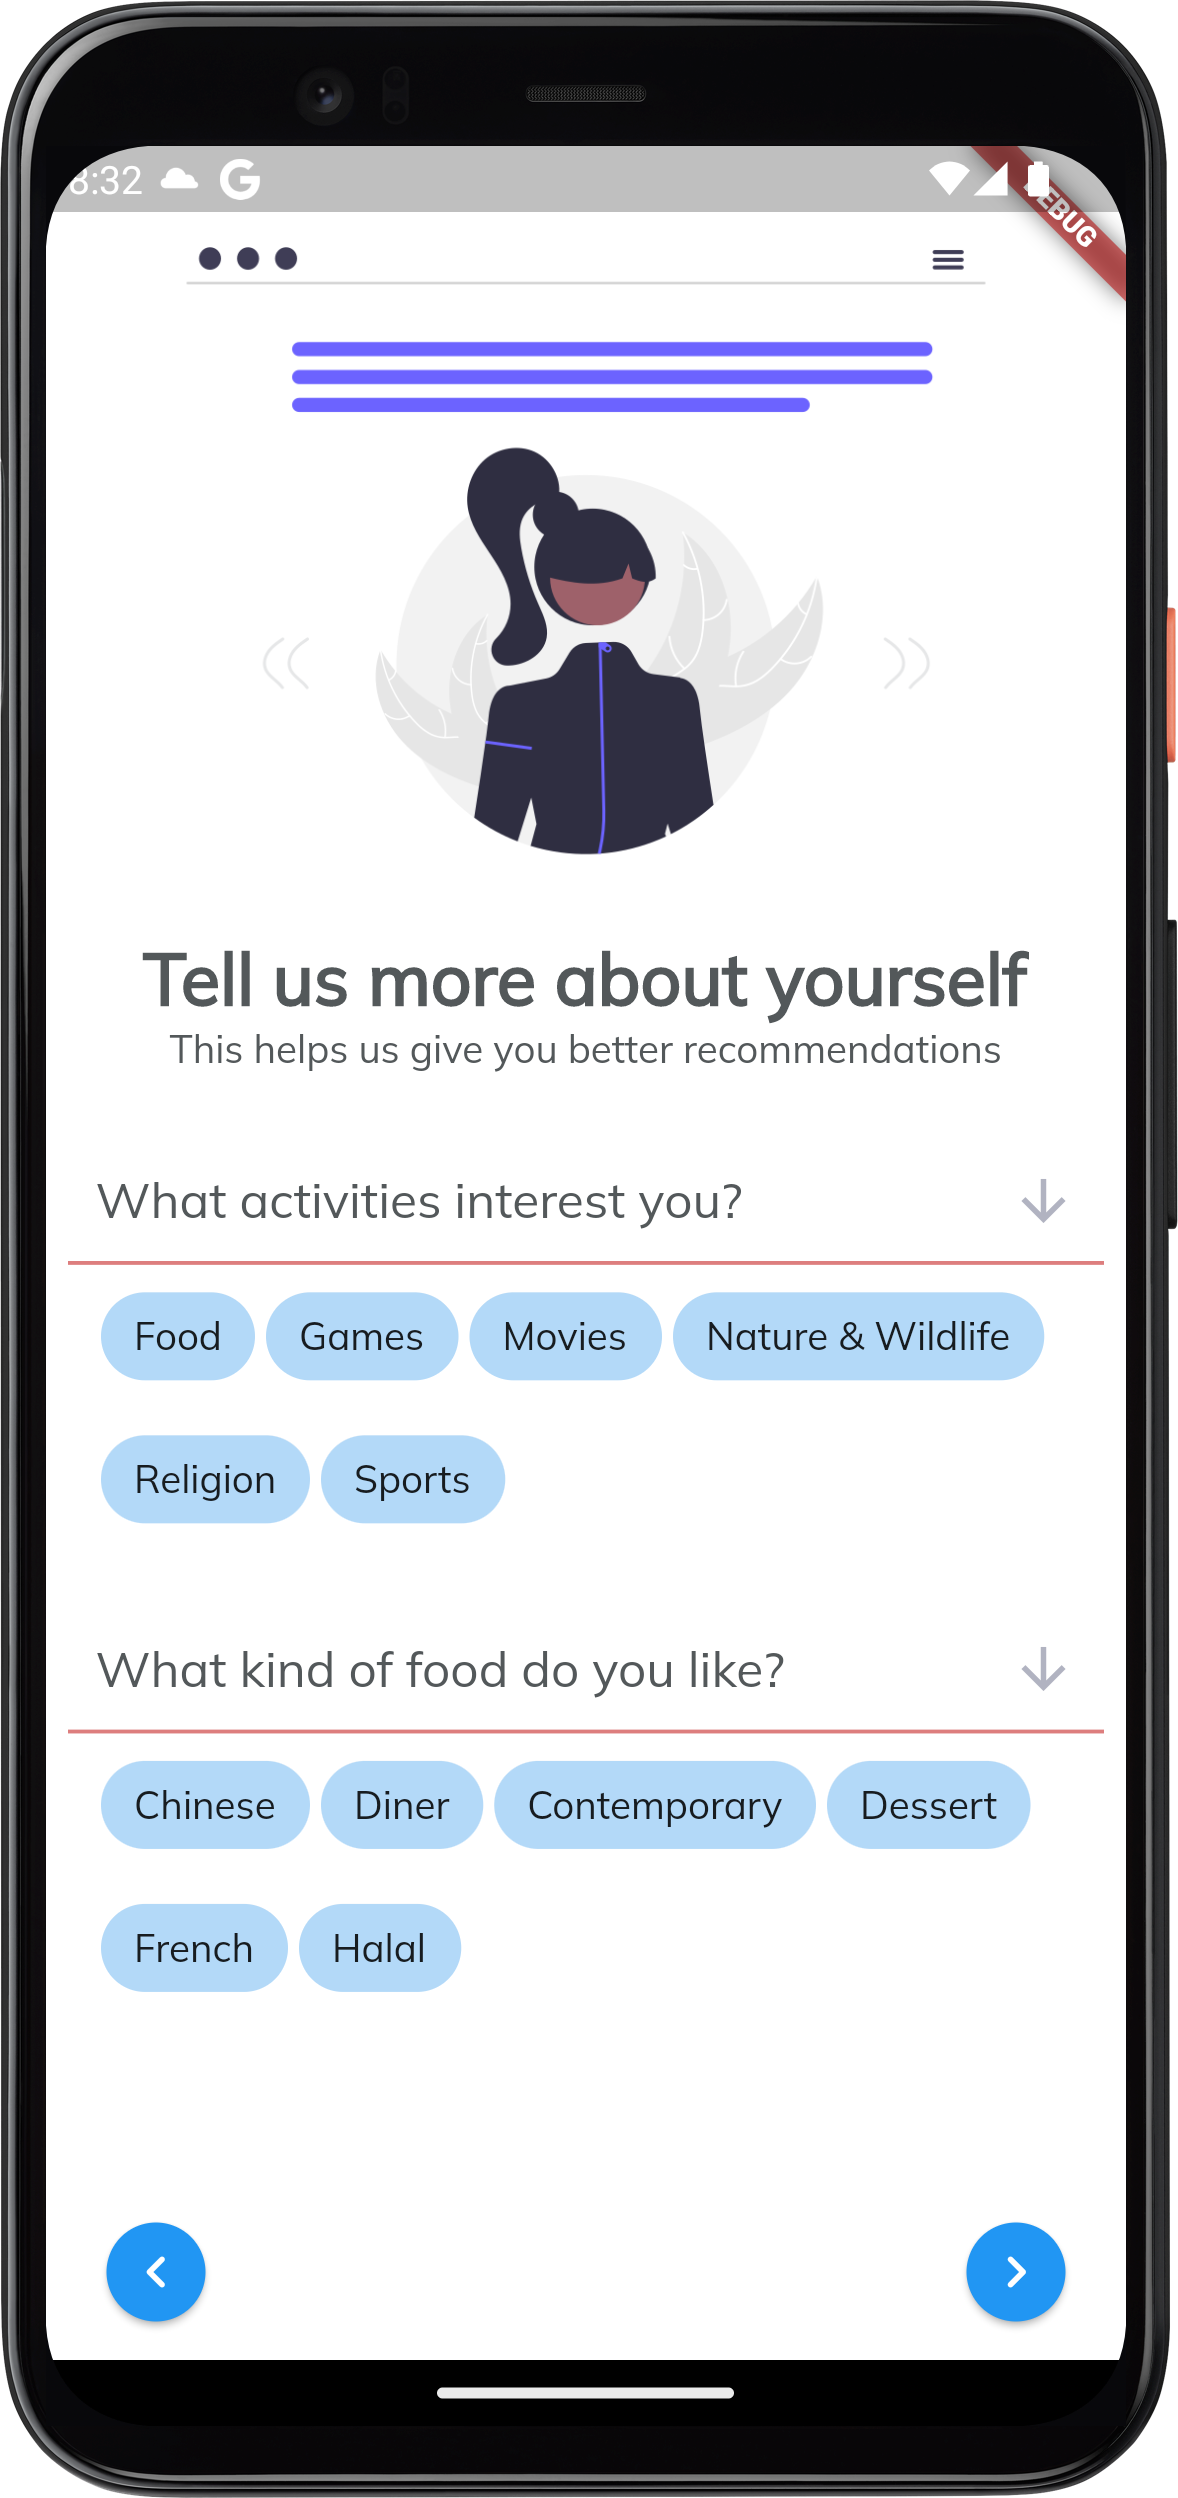 8:32
DEBUG
Tell us more about yourself
This helps us give you better recommendations
What activities interest you?
Food Games Movies Nature & Wildlife
Religion Sports
What kind of food do you like?
Chinese Diner Contemporary Dessert
French Halal